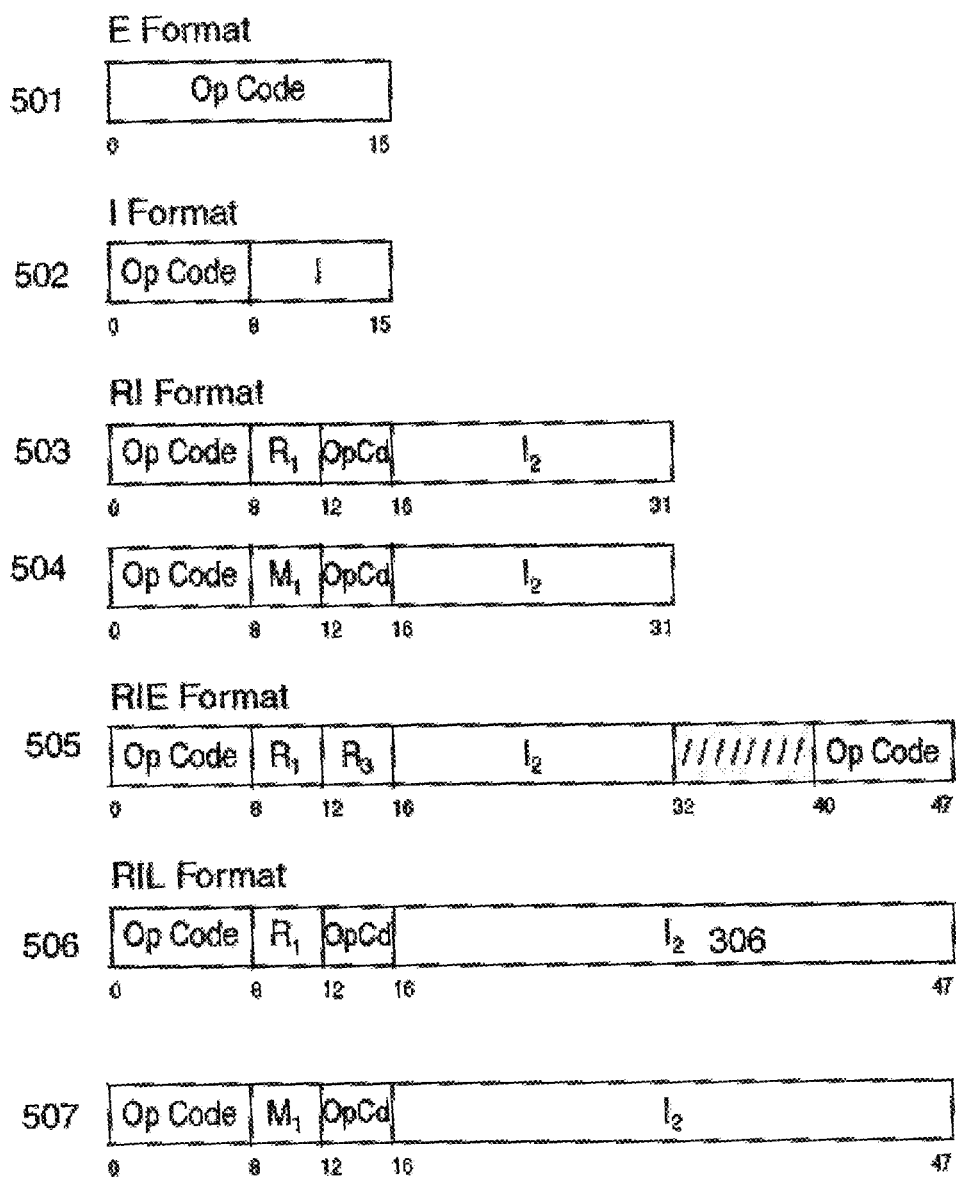 E Format
501 Op Code
0 15
I Format
502 Op Code I
0 8 15
RI Format
503 Op Code R₁ OpCd I₂
0 8 12 16 31
504 Op Code M₁ OpCd I₂
0 8 12 16 31
RIE Format
505 Op Code R₁ R₃ I₂ //////// Op Code
0 8 12 16 32 40 47
RIL Format
506 Op Code R₁ OpCd I₂ 306
0 8 12 16 47
507 Op Code M₁ OpCd I₂
0 8 12 16 47